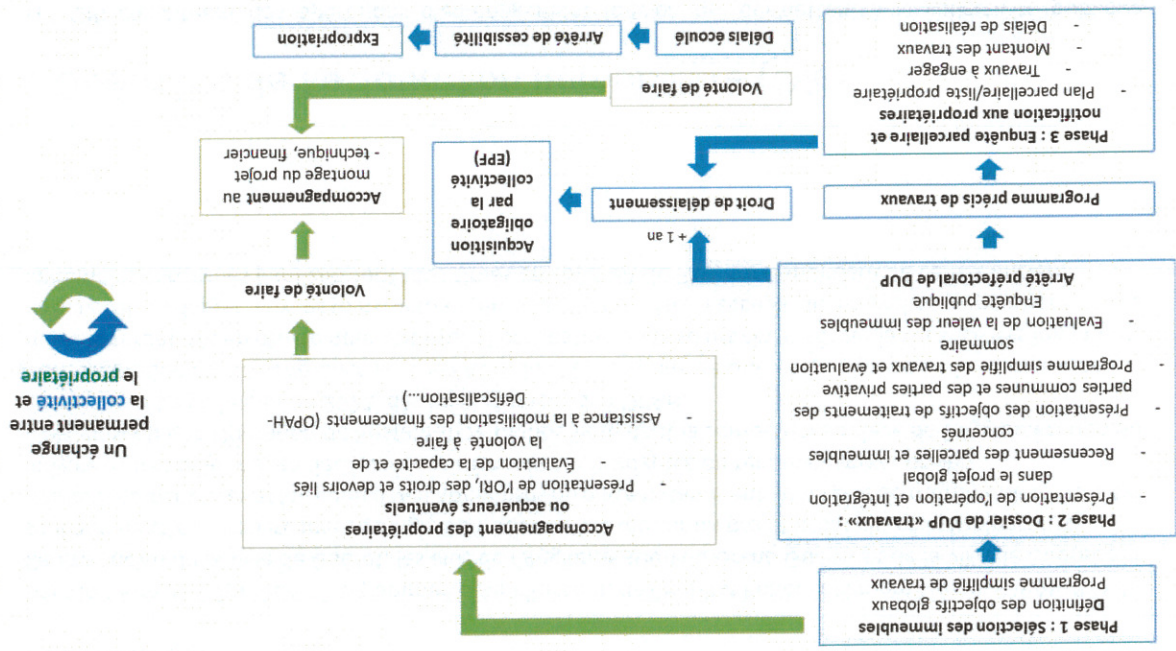 Phase 1 : Sélection des immeubles
Définition des objectifs globaux
Programme simplifié de travaux
Phase 2 : Dossier de DUP «travaux» :
- Présentation de l'opération et intégration
dans le projet global
- Recensement des parcelles et immeubles
concernés
- Présentation des objectifs de traitements des
parties communes et des parties privative
- Programme simplifié des travaux et évaluation
sommaire
- Evaluation de la valeur des immeubles
Enquête publique
Arrêté préfectoral de DUP
Programme précis de travaux
Phase 3 : Enquête parcellaire et
notification aux propriétaires
- Plan parcellaire/liste propriétaire
- Travaux à engager
- Montant des travaux
- Délais de réalisation
Accompagnement des propriétaires
ou acquéreurs éventuels
- Présentation de l'ORI, des droits et devoirs liés
- Évaluation de la capacité et de
la volonté à faire
- Assistance à la mobilisation des financements (OPAH-
Défiscalisation...)
+ 1 an
Droit de délaissement
Acquisition
obligatoire
par la
collectivité
(EPF)
Volonté de faire
Accompagnement au
montage du projet
- technique, financier
Volonté de faire
Délais écoulé
Arrêté de cessibilité
Expropriation
Un échange
permanent entre
la collectivité et
le propriétaire